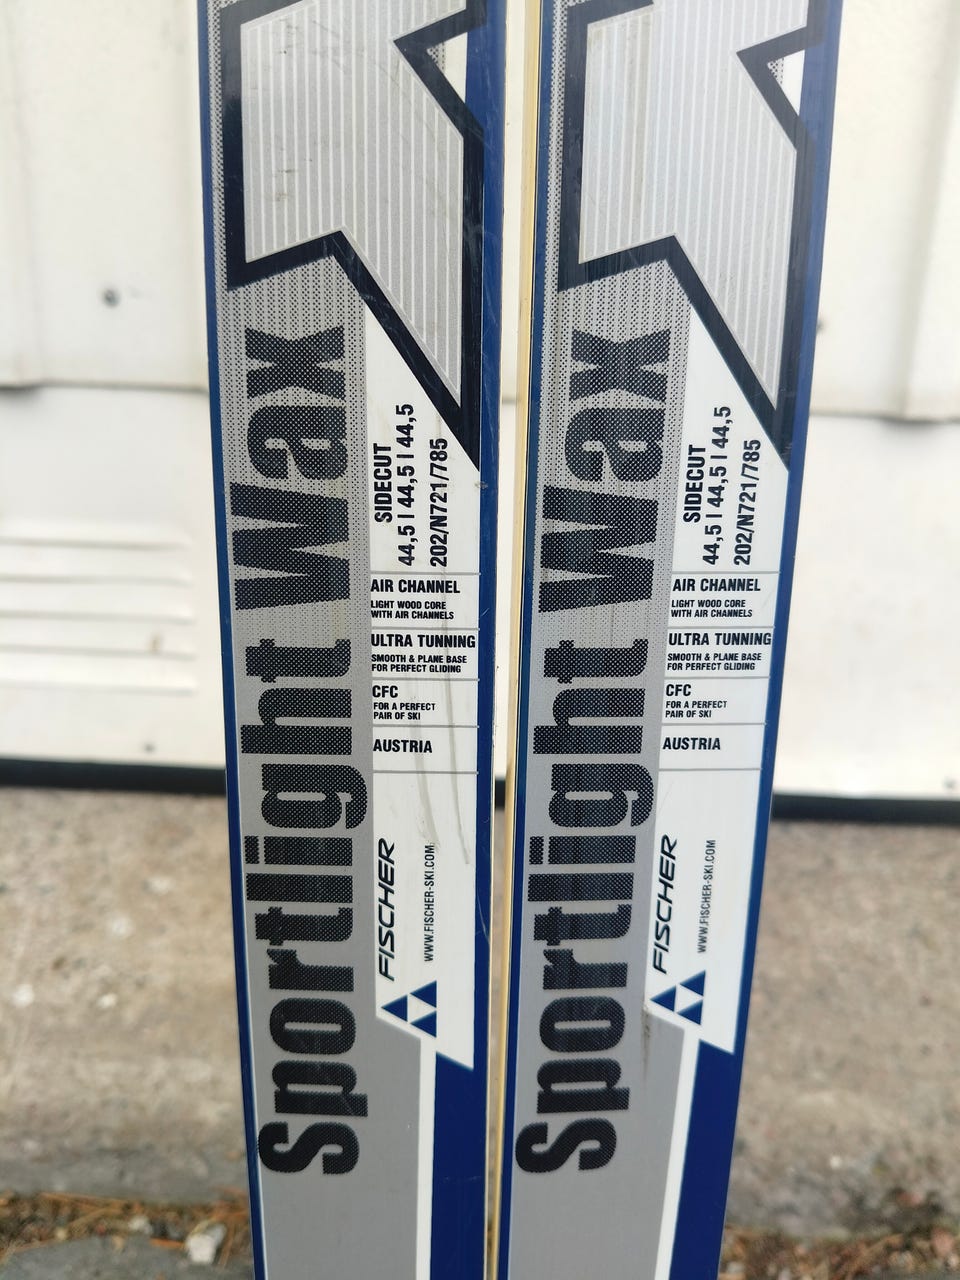 Sportlight Wax
SIDECUT
44,5 | 44,5 | 44,5
202/N721/785
AIR CHANNEL
LIGHT WOOD CORE
WITH AIR CHANNELS
ULTRA TUNNING
SMOOTH & PLANE BASE
FOR PERFECT GLIDING
CFC
FOR A PERFECT
PAIR OF SKI
AUSTRIA
FISCHER
WWW.FISCHER-SKI.COM
Sportlight Wax
SIDECUT
44,5 | 44,5 | 44,5
202/N721/785
AIR CHANNEL
LIGHT WOOD CORE
WITH AIR CHANNELS
ULTRA TUNNING
SMOOTH & PLANE BASE
FOR PERFECT GLIDING
CFC
FOR A PERFECT
PAIR OF SKI
AUSTRIA
FISCHER
WWW.FISCHER-SKI.COM